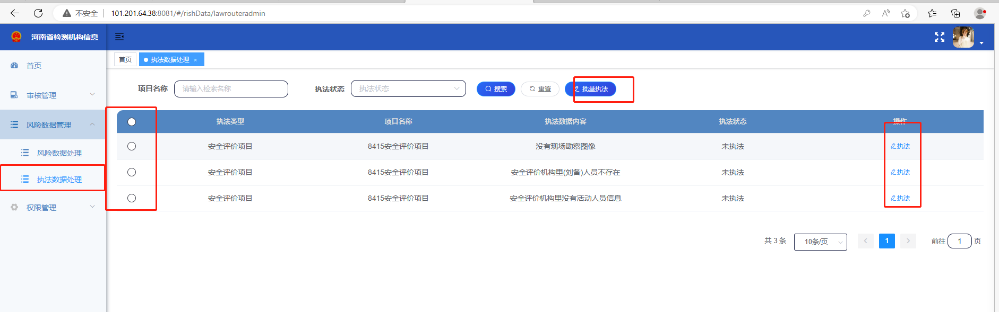 不安全 101.201.64.38:8081/#/rishData/lawrouteradmin
河南省检测机构信息
首页
审核管理
风险数据管理
风险数据处理
执法数据处理
权限管理
首页 执法数据处理 ×
项目名称 请输入检索名称 执法状态 执法状态 搜索 重置 批量执法
执法类型 项目名称 执法数据内容 执法状态 操作
安全评价项目 8415安全评价项目 没有现场勘察图像 未执法 执法
安全评价项目 8415安全评价项目 安全评价机构里(刘备)人员不存在 未执法 执法
安全评价项目 8415安全评价项目 安全评价机构里没有活动人员信息 未执法 执法
共 3 条 10条/页 1 前往 1 页